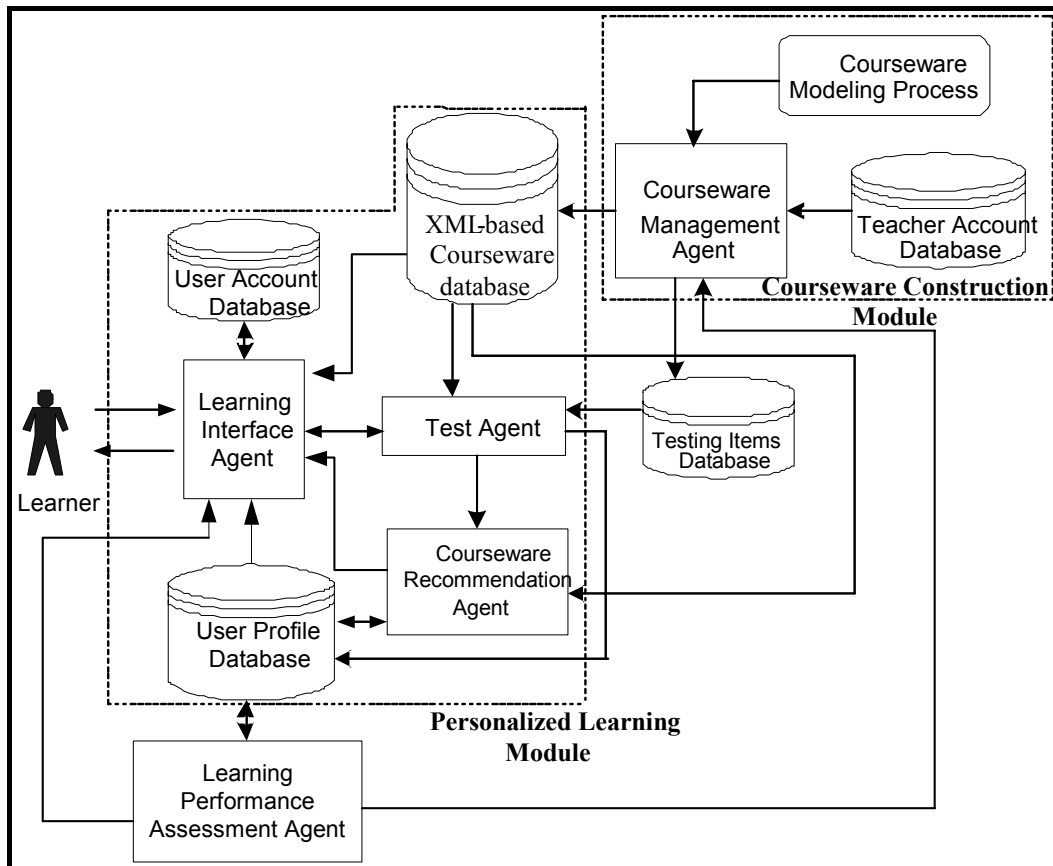 Courseware
Modeling Process
Courseware
Management
Agent
Teacher Account
Database
Courseware Construction
Module
XML-based
Courseware
database
User Account
Database
Learning
Interface
Agent
Test Agent
Testing Items
Database
Learner
Courseware
Recommendation
Agent
User Profile
Database
Personalized Learning
Module
Learning
Performance
Assessment Agent